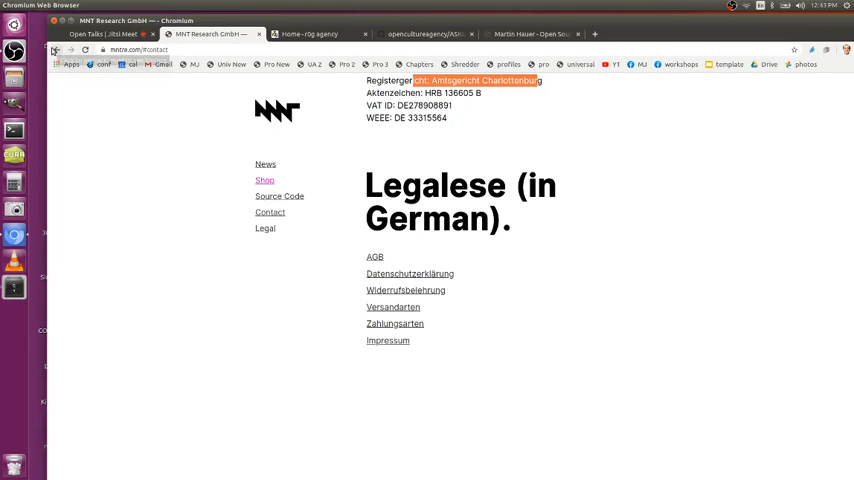 Chromium Web Browser
12:43 PM
MNT Research GmbH — - Chromium
Open Talks | Jitsi Meet
MNT Research GmbH —
Home - r0g agency
openculturagency/ASK
Martin Hauer - Open Sou
mntre.com/#contact
Apps
conf
col
Gmail
MJ
Univ New
Pro New
UA 2
Pro 2
Pro 3
Chapters
Shredder
profiles
pro
universal
YT
MJ
workshops
template
Drive
photos
Registergericht: Amtsgericht Charlottenburg
Aktenzeichen: HRB 136605 B
VAT ID: DE278908891
WEEE: DE 33315564
News
Shop
Source Code
Contact
Legal
Legalese (in
German).
AGB
Datenschutzerklärung
Widerrufsbelehrung
Versandarten
Zahlungsarten
Impressum